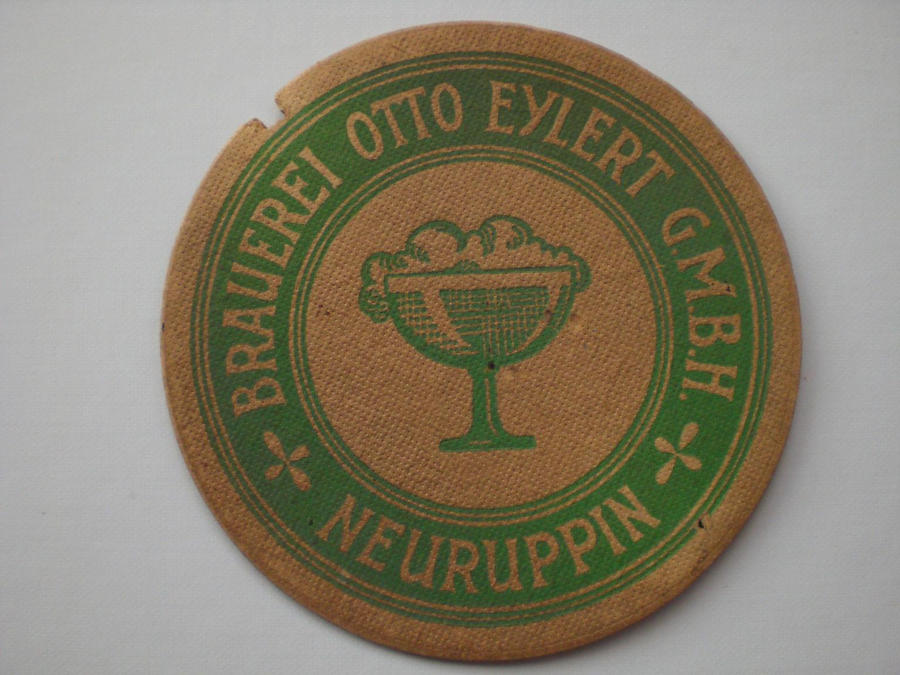 BRAUEREI OTTO EYLERT G.M.B.H.
NEURUPPIN